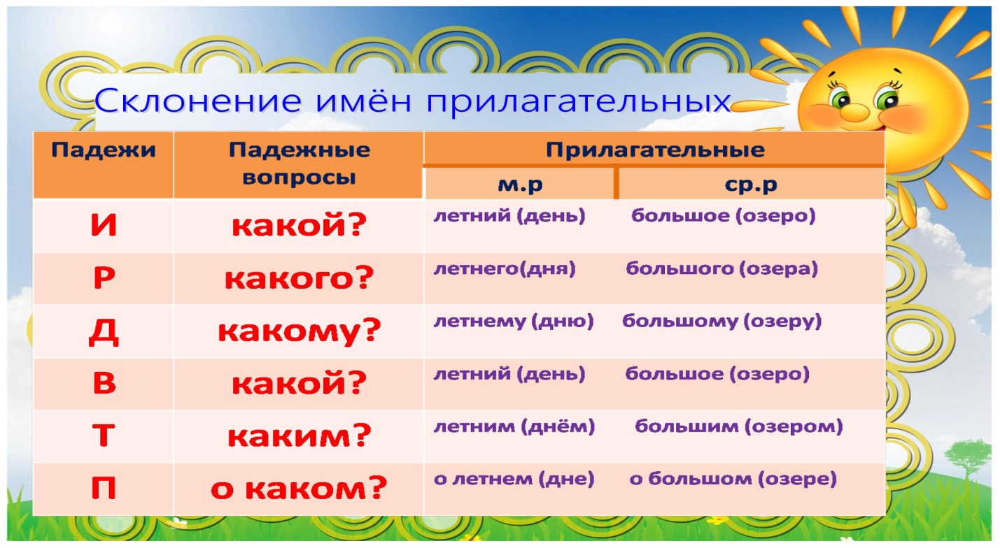 Склонение имён прилагательных
Падежи Падежные вопросы Прилагательные
м.р ср.р
И какой? летний (день) большое (озеро)
Р какого? летнего(дня) большого (озера)
Д какому? летнему (дню) большому (озеру)
В какой? летний (день) большое (озеро)
Т каким? летним (днём) большим (озером)
П о каком? о летнем (дне) о большом (озере)